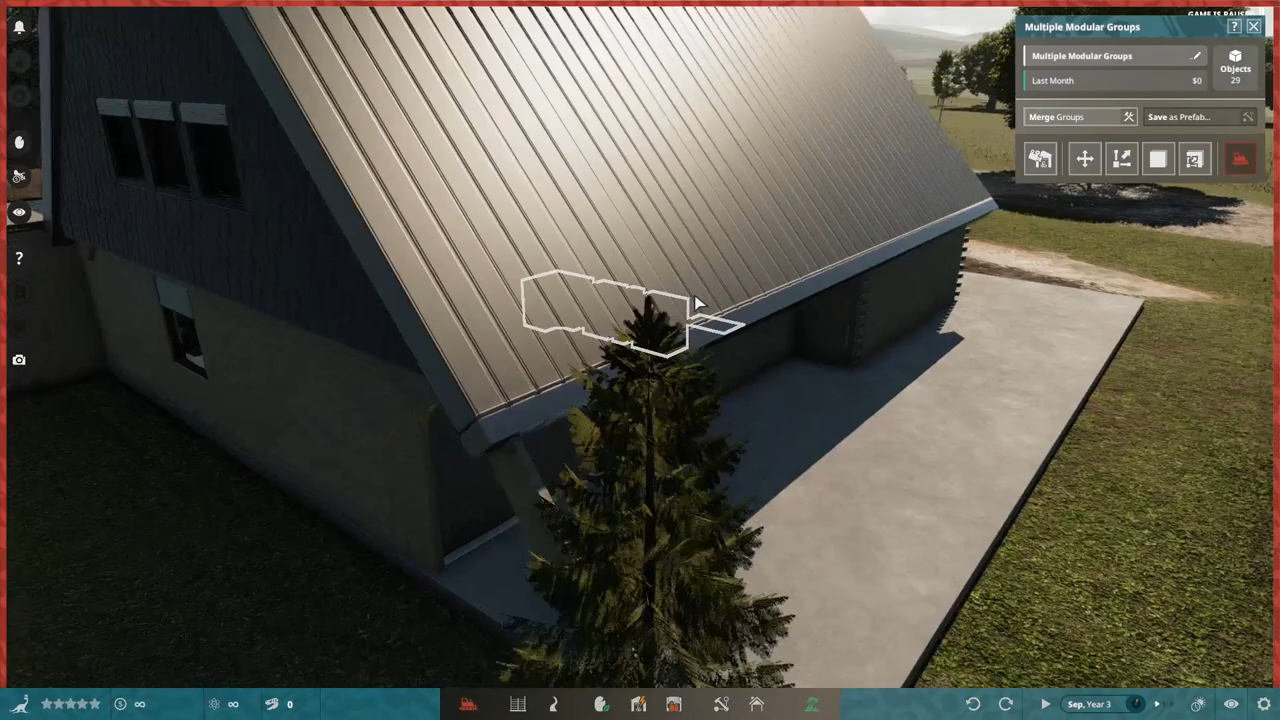 GAME IS PAUSED
Multiple Modular Groups
?
Multiple Modular Groups
Last Month $0
Objects
29
Merge Groups
Save as Prefab...
?
∞
∞
0
Sep, Year 3